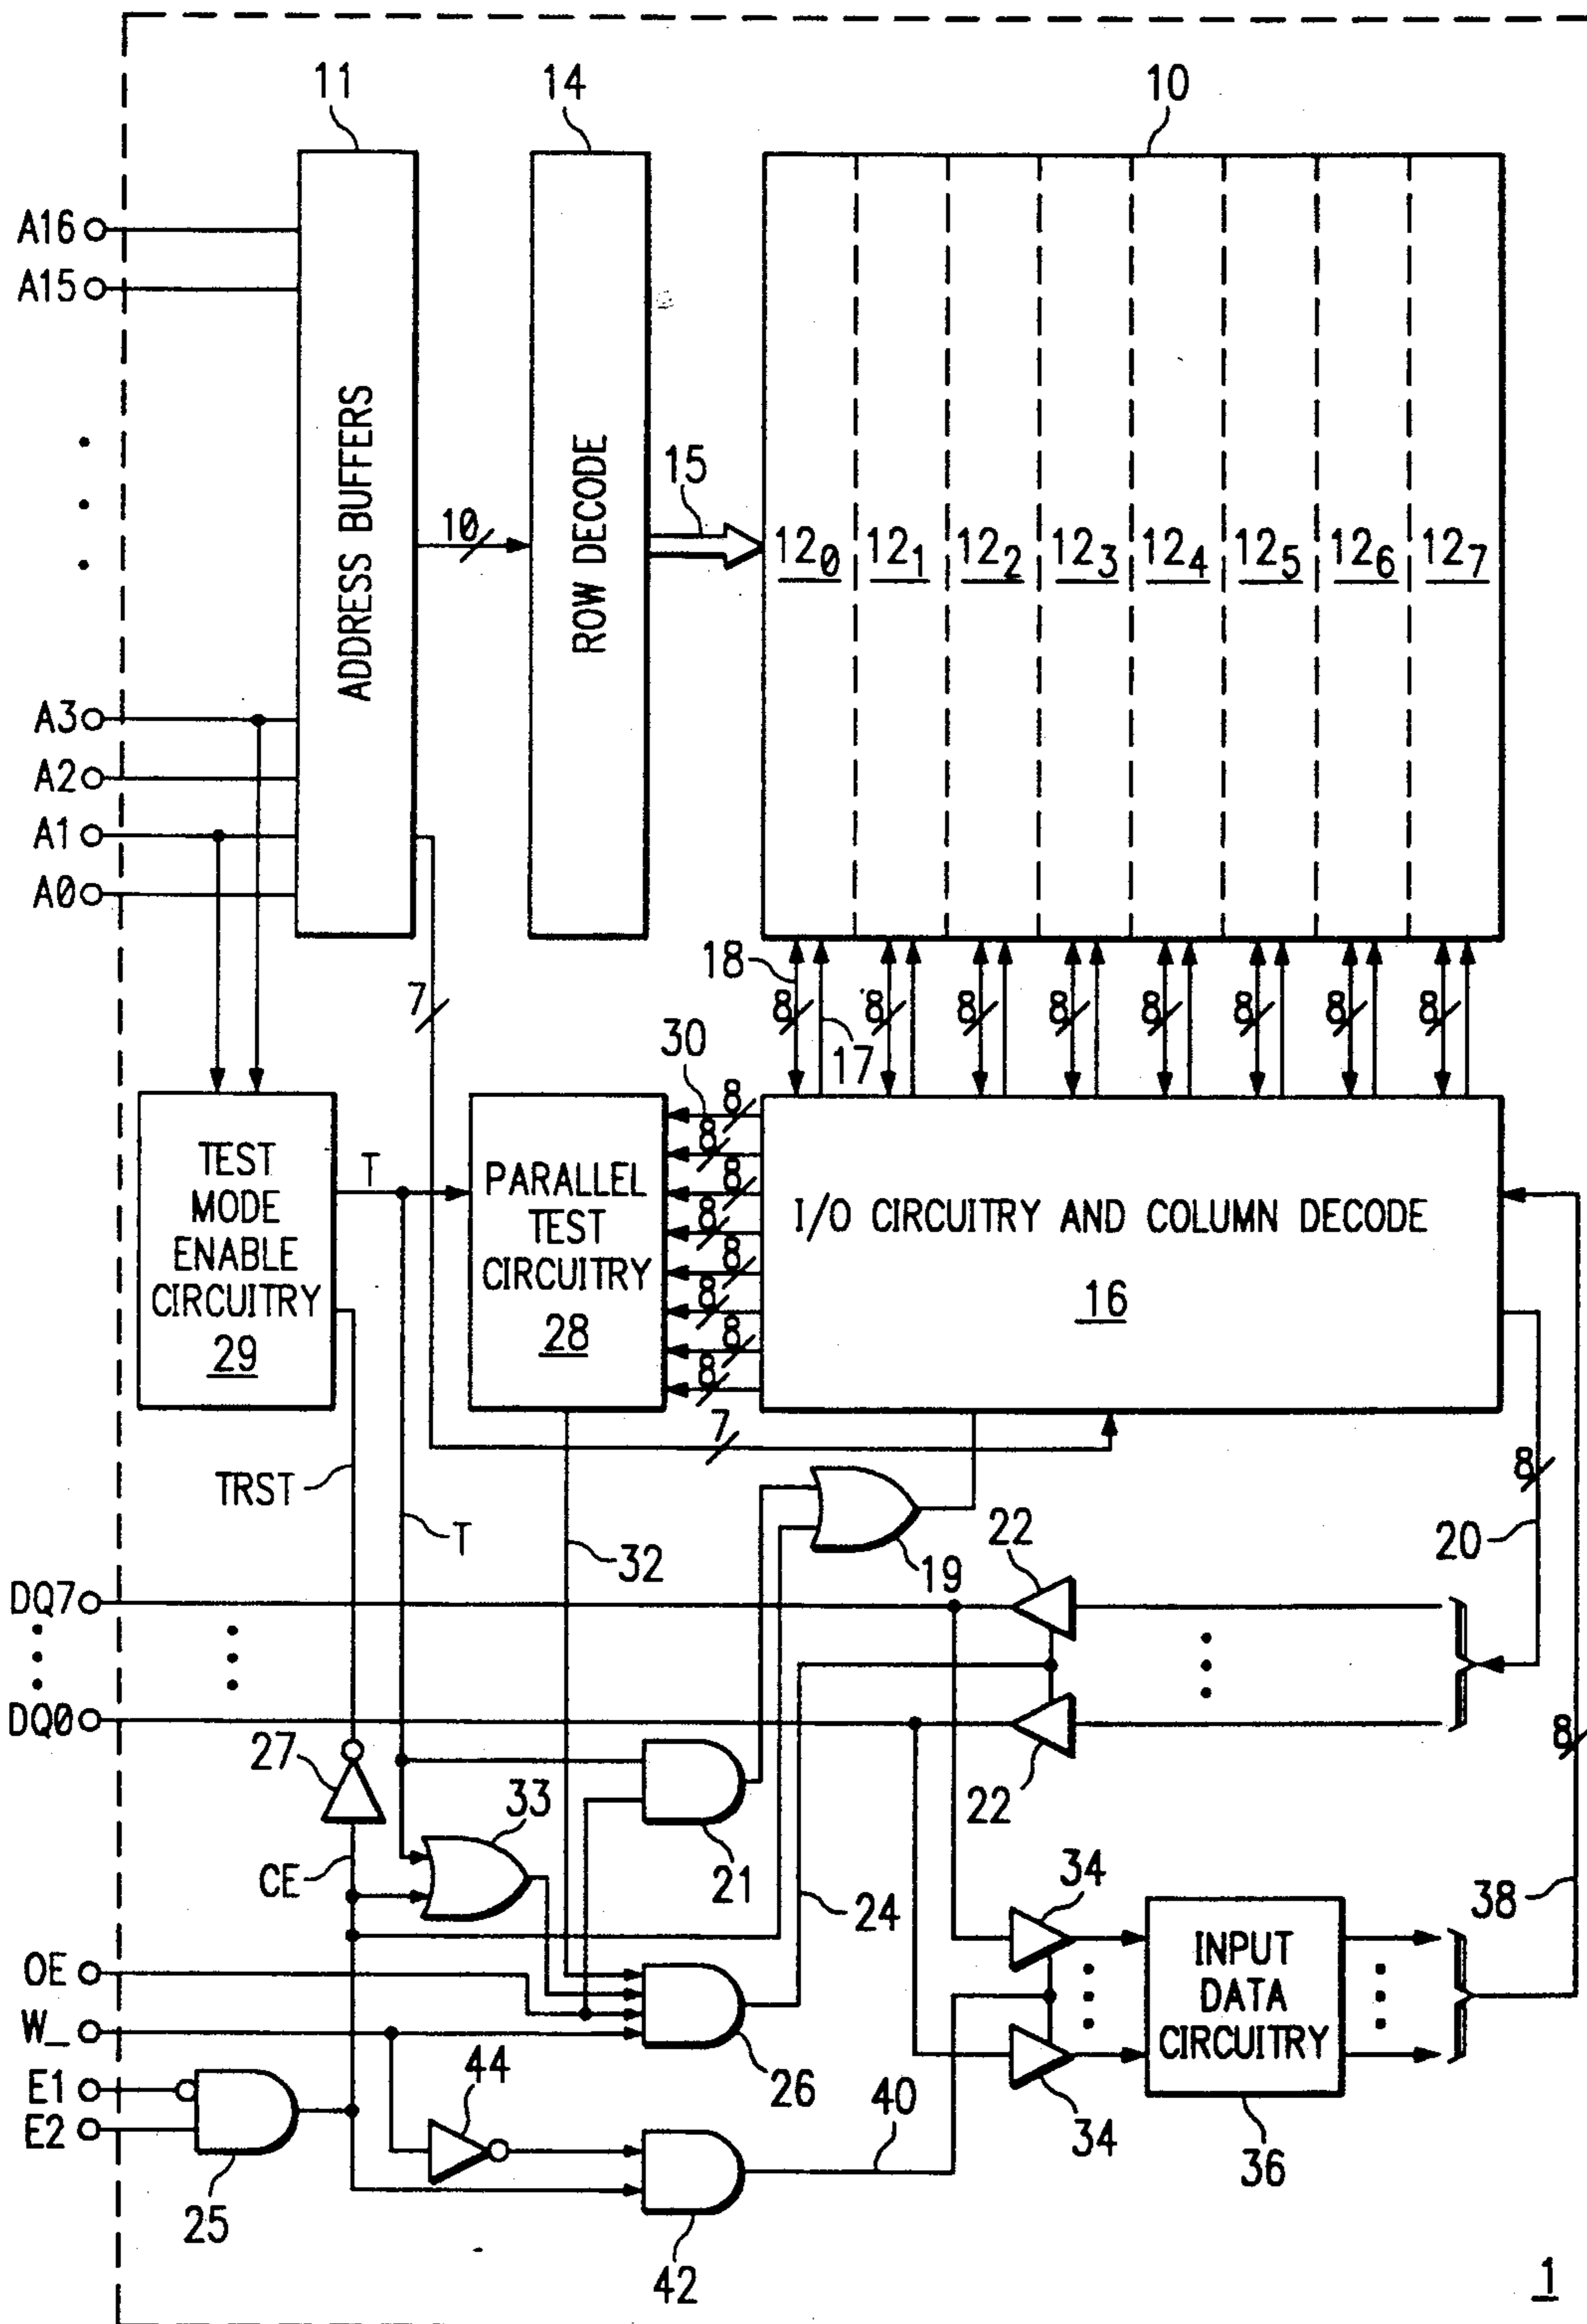 11
14
10
A16
A15
ADDRESS BUFFERS
10
ROW DECODE
15
12₀
12₁
12₂
12₃
12₄
12₅
12₆
12₇
A3
A2
A1
A0
7
18
8
17
8
8
8
8
8
8
8
30
8
8
8
8
8
8
8
8
TEST
MODE
ENABLE
CIRCUITRY
29
T
PARALLEL
TEST
CIRCUITRY
28
I/O CIRCUITRY AND COLUMN DECODE
16
7
TRST
T
32
19
22
8
20
DQ7
DQ0
27
33
21
22
8
CE
24
34
38
INPUT
DATA
CIRCUITRY
OE
W_
E1
E2
44
26
40
34
36
25
42
1